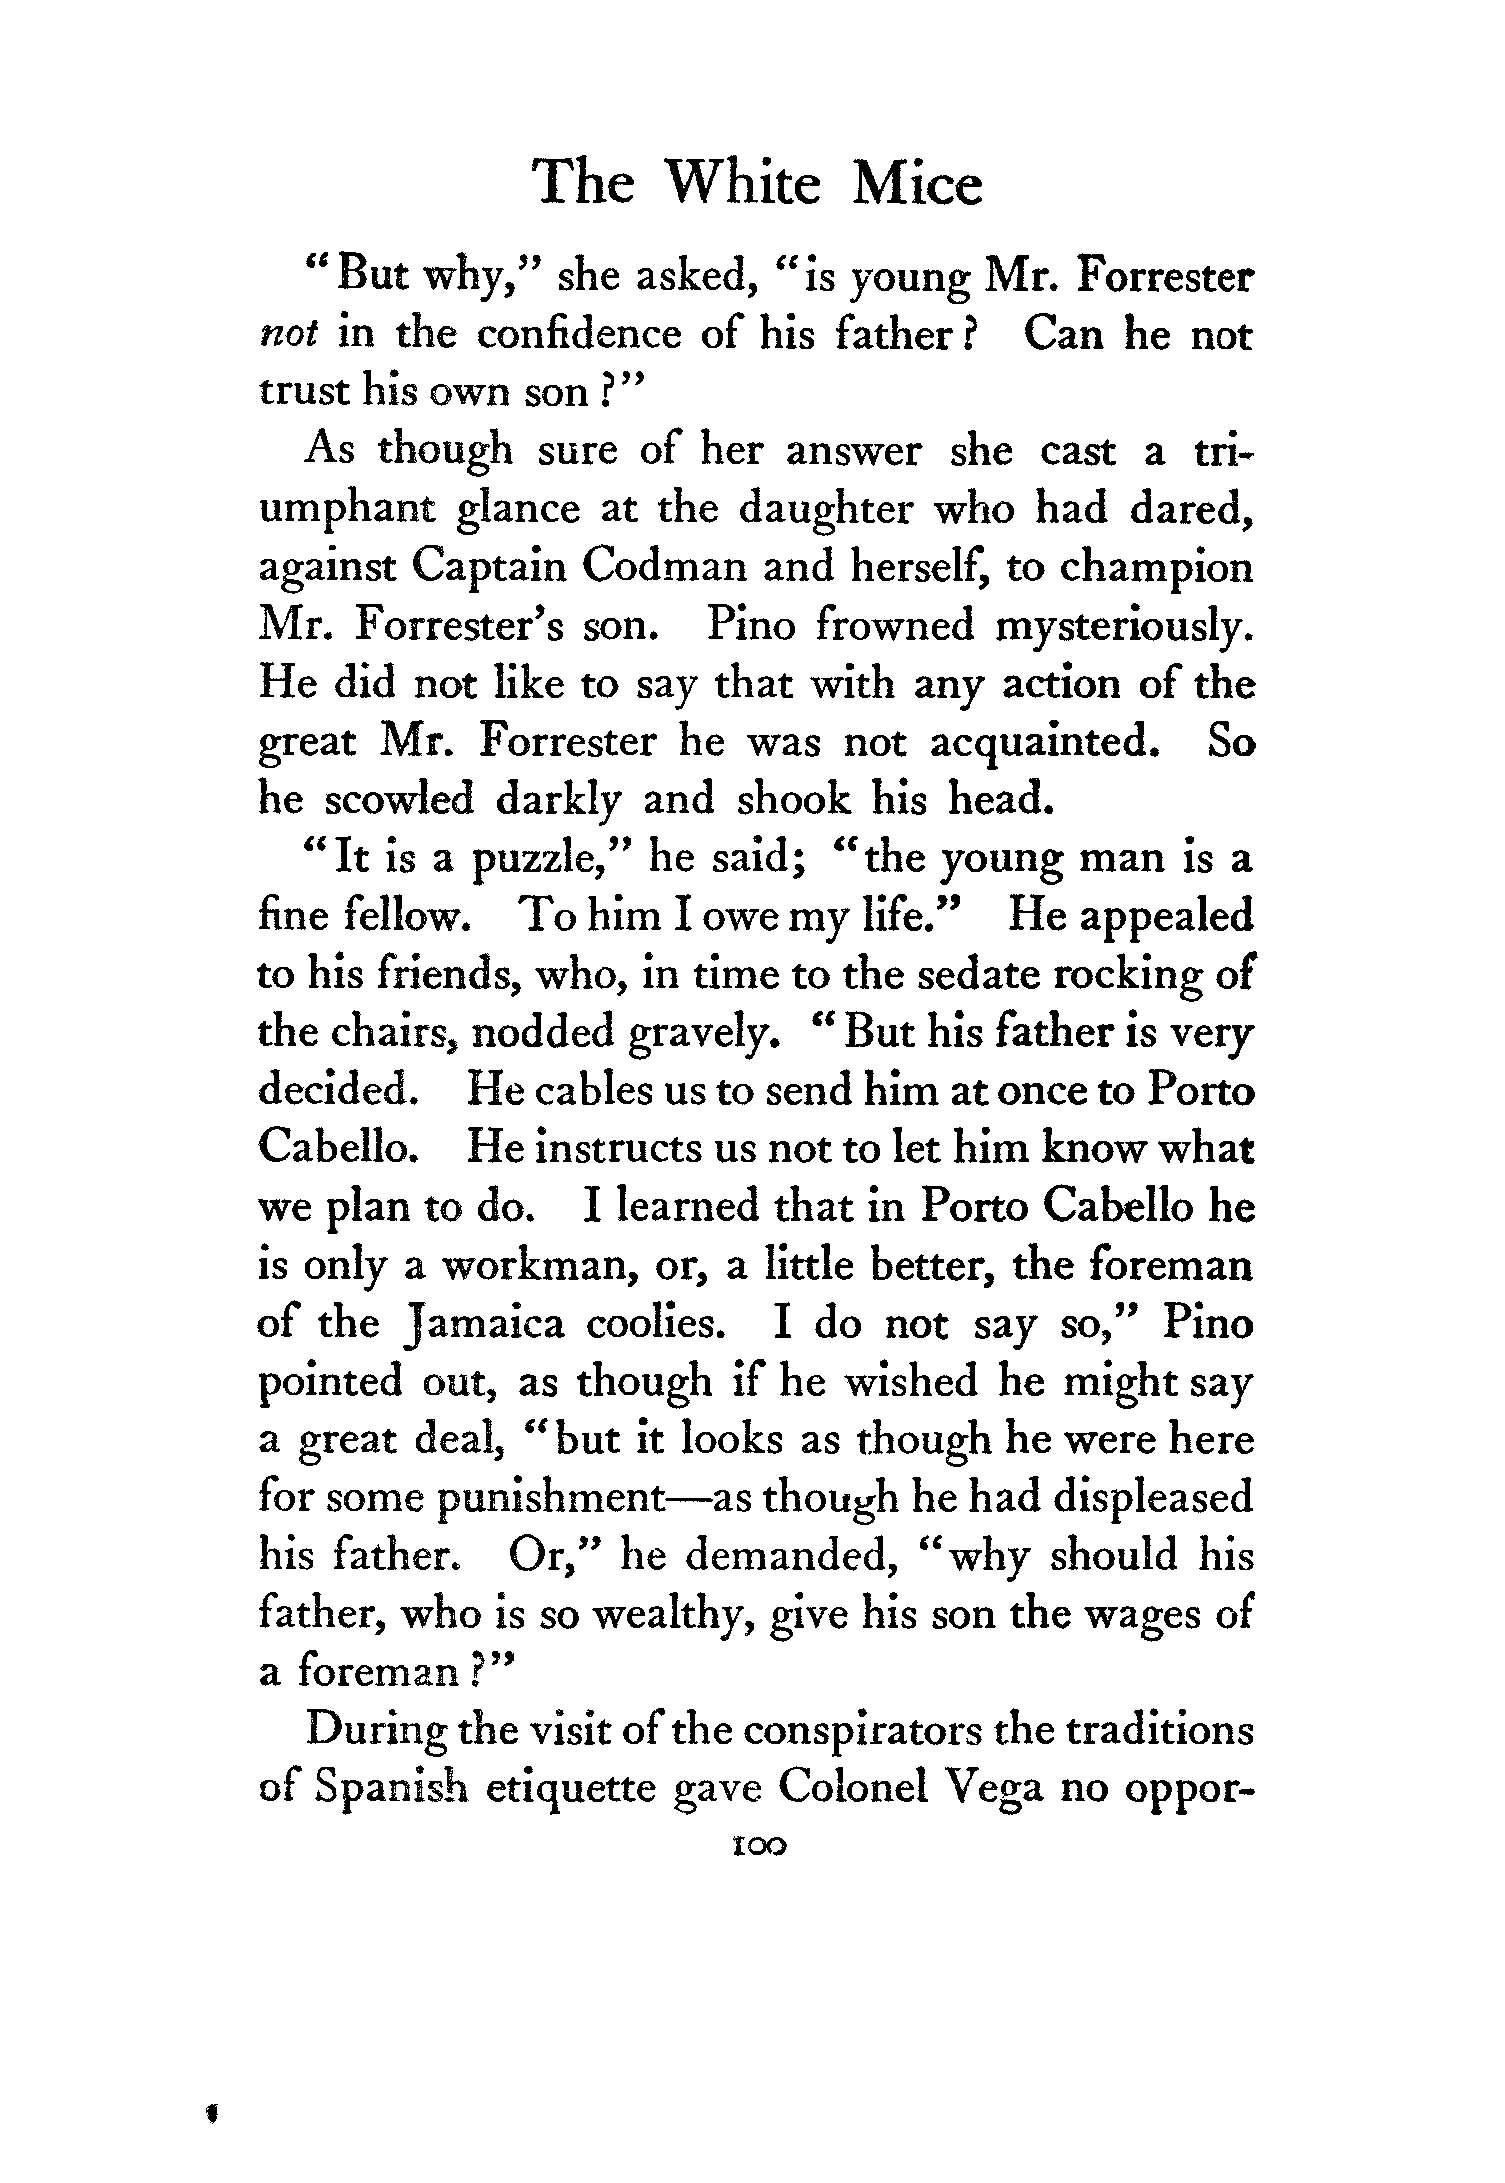 The White Mice
"But why," she asked, "is young Mr. Forrester
not in the confidence of his father? Can he not
trust his own son?"
As though sure of her answer she cast a tri-
umphant glance at the daughter who had dared,
against Captain Codman and herself, to champion
Mr. Forrester's son. Pino frowned mysteriously.
He did not like to say that with any action of the
great Mr. Forrester he was not acquainted. So
he scowled darkly and shook his head.
"It is a puzzle," he said; "the young man is a
fine fellow. To him I owe my life." He appealed
to his friends, who, in time to the sedate rocking of
the chairs, nodded gravely. "But his father is very
decided. He cables us to send him at once to Porto
Cabello. He instructs us not to let him know what
we plan to do. I learned that in Porto Cabello he
is only a workman, or, a little better, the foreman
of the Jamaica coolies. I do not say so," Pino
pointed out, as though if he wished he might say
a great deal, "but it looks as though he were here
for some punishment—as though he had displeased
his father. Or," he demanded, "why should his
father, who is so wealthy, give his son the wages of
a foreman?"
During the visit of the conspirators the traditions
of Spanish etiquette gave Colonel Vega no oppor-
100